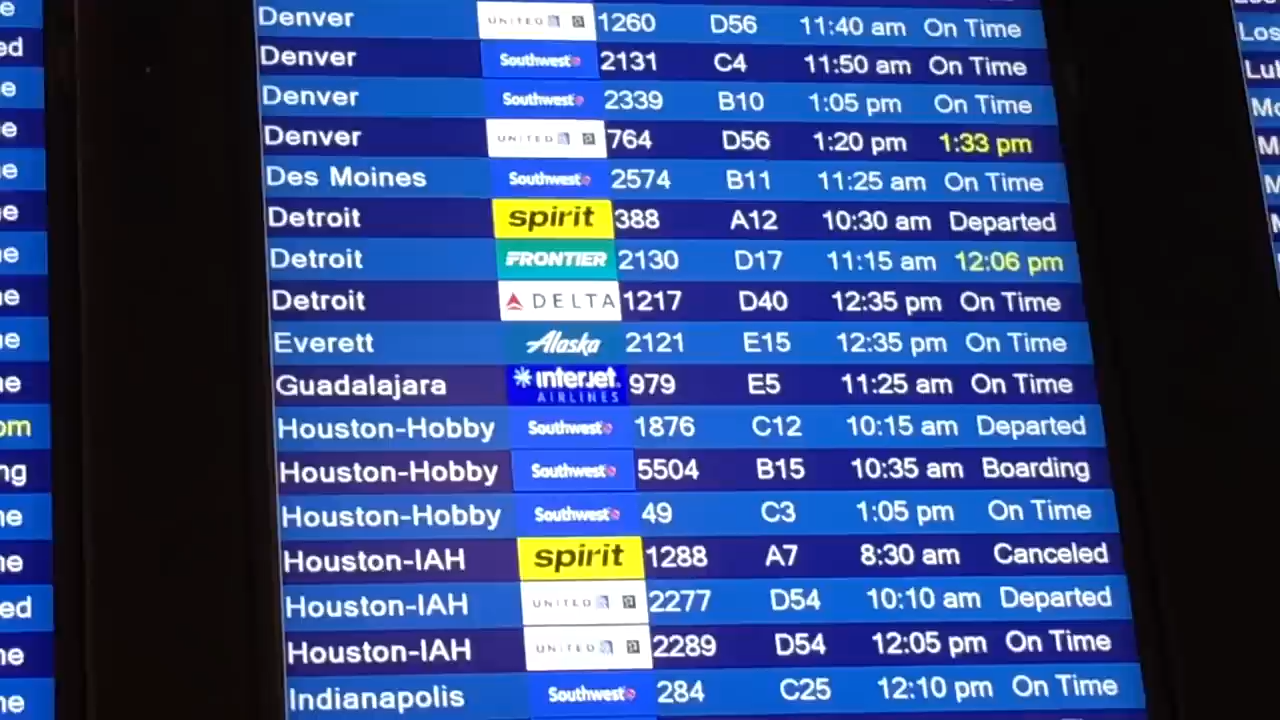 Denver UNITED 1260 D56 11:40 am On Time
Denver Southwest 2131 C4 11:50 am On Time
Denver Southwest 2339 B10 1:05 pm On Time
Denver UNITED 764 D56 1:20 pm 1:33 pm
Des Moines Southwest 2574 B11 11:25 am On Time
Detroit spirit 388 A12 10:30 am Departed
Detroit FRONTIER 2130 D17 11:15 am 12:06 pm
Detroit DELTA 1217 D40 12:35 pm On Time
Everett Alaska 2121 E15 12:35 pm On Time
Guadalajara interjet AIRLINES 979 E5 11:25 am On Time
Houston-Hobby Southwest 1876 C12 10:15 am Departed
Houston-Hobby Southwest 5504 B15 10:35 am Boarding
Houston-Hobby Southwest 49 C3 1:05 pm On Time
Houston-IAH spirit 1288 A7 8:30 am Canceled
Houston-IAH UNITED 2277 D54 10:10 am Departed
Houston-IAH UNITED 2289 D54 12:05 pm On Time
Indianapolis Southwest 284 C25 12:10 pm On Time